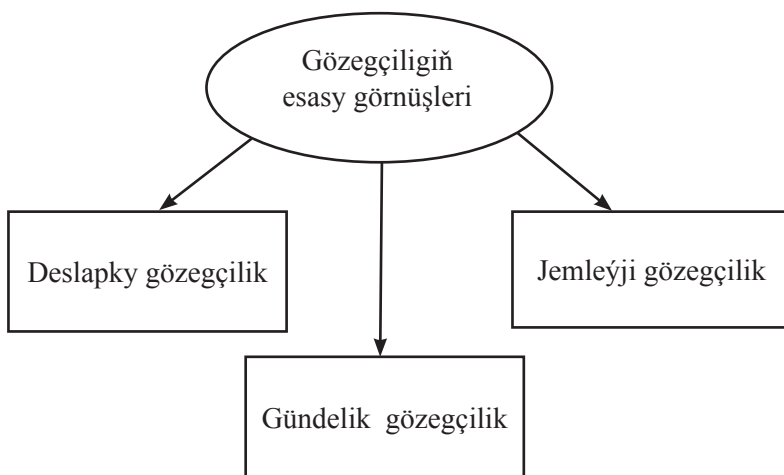 Gözegçiligiň
esasy görnüşleri
Deslapky gözegçilik
Jemleýji gözegçilik
Gündelik gözegçilik